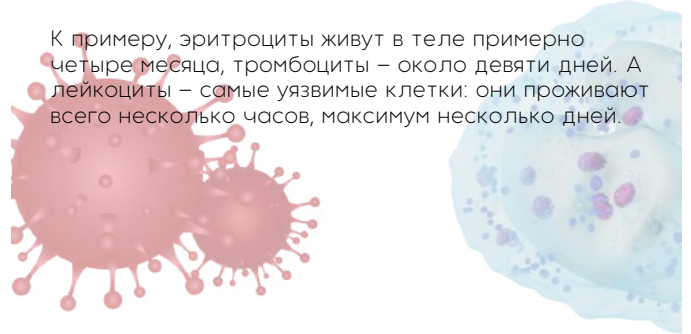 К примеру, эритроциты живут в теле примерно
четыре месяца, тромбоциты – около девяти дней. А
лейкоциты – самые уязвимые клетки: они проживают
всего несколько часов, максимум несколько дней.